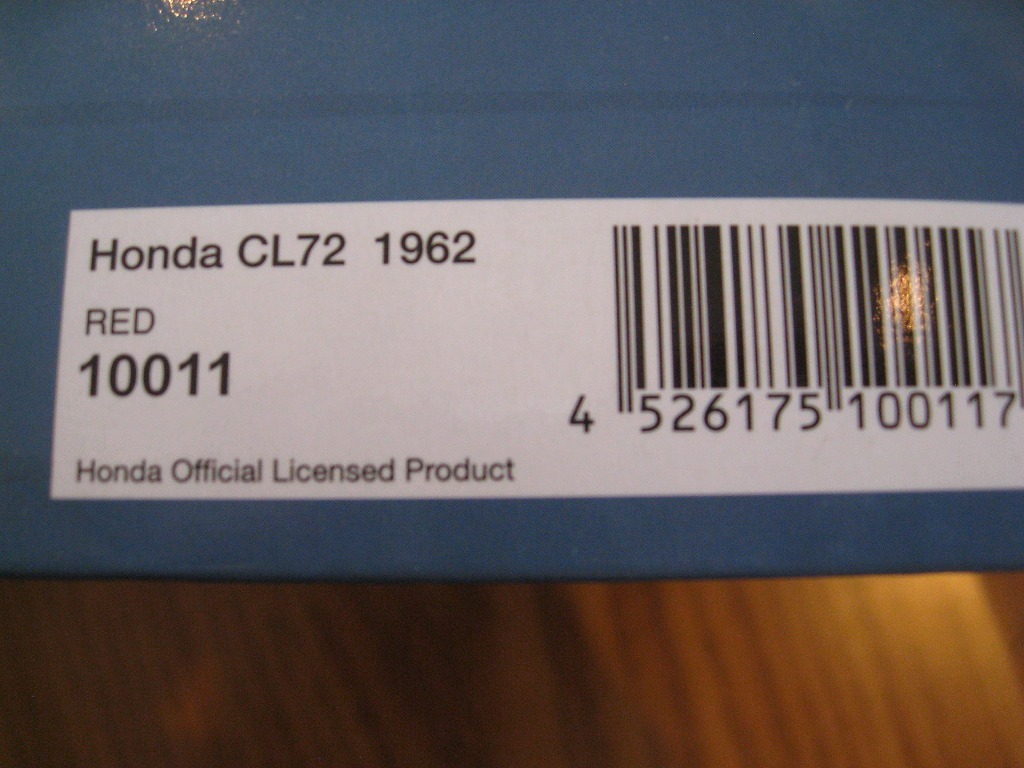 Honda CL72 1962
RED
10011
Honda Official Licensed Product
4 526175 100117